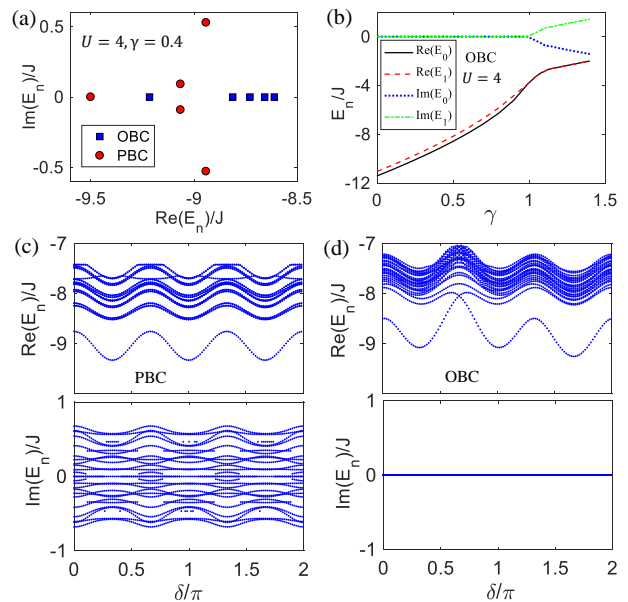 (a)
U = 4, γ = 0.4
0.5
0
-0.5
Im(E_n)/J
OBC
PBC
-9.5
-9
-8.5
Re(E_n)/J
(b)
0
-4
-8
-12
E_n/J
Re(E_0)
Re(E_1)
Im(E_0)
Im(E_1)
OBC
U = 4
0
0.5
1
1.5
γ
(c)
-7
-8
-9
Re(E_n)/J
PBC
1
0
-1
Im(E_n)/J
0
0.5
1
1.5
2
δ/π
(d)
-7
-8
-9
Re(E_n)/J
OBC
1
0
-1
Im(E_n)/J
0
0.5
1
1.5
2
δ/π